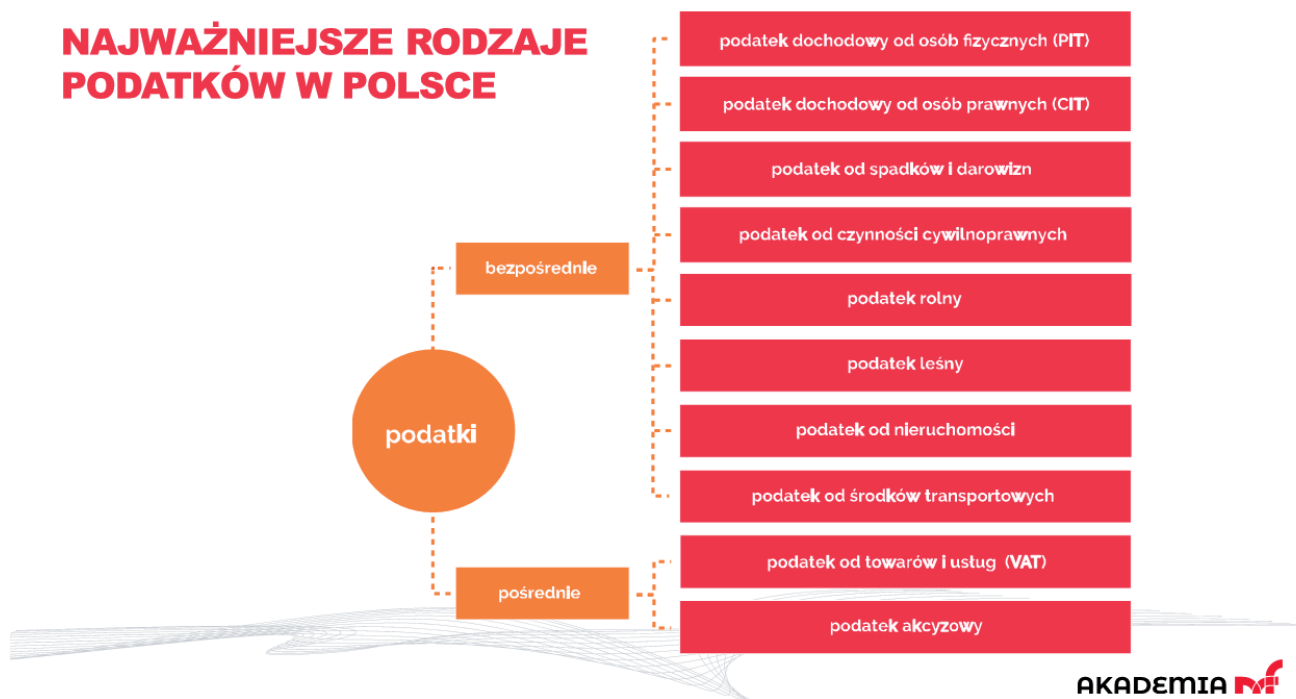 NAJWAŻNIEJSZE RODZAJE
PODATKÓW W POLSCE
podatki
bezpośrednie
podatek dochodowy od osób fizycznych (PIT)
podatek dochodowy od osób prawnych (CIT)
podatek od spadków i darowizn
podatek od czynności cywilnoprawnych
podatek rolny
podatek leśny
podatek od nieruchomości
podatek od środków transportowych
pośrednie
podatek od towarów i usług (VAT)
podatek akcyzowy
AKADEMIA mf